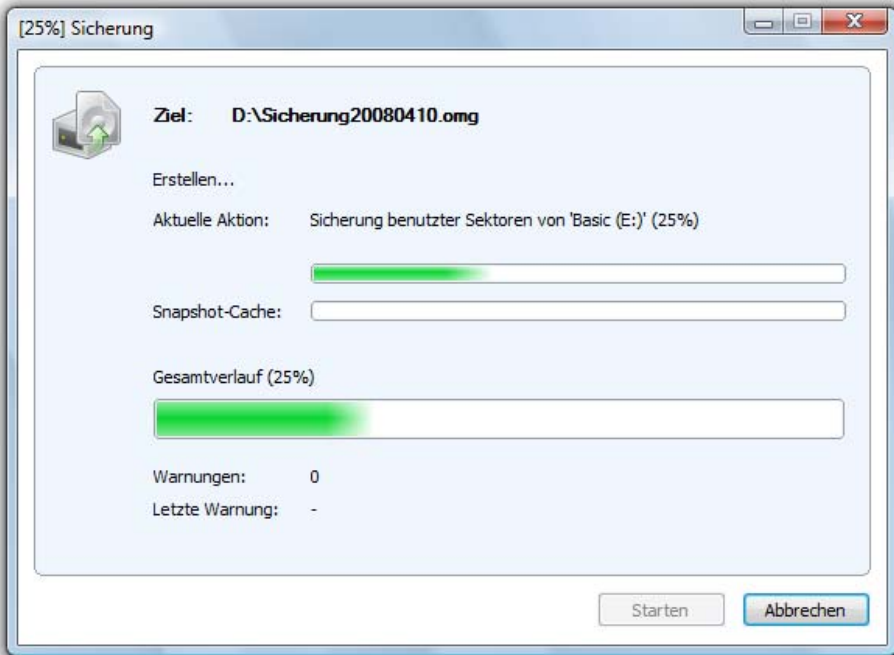 [25%] Sicherung
Ziel: D:\Sicherung20080410.omg
Erstellen...
Aktuelle Aktion: Sicherung benutzter Sektoren von 'Basic (E:)' (25%)
Snapshot-Cache:
Gesamtverlauf (25%)
Warnungen: 0
Letzte Warnung: -
Starten Abbrechen